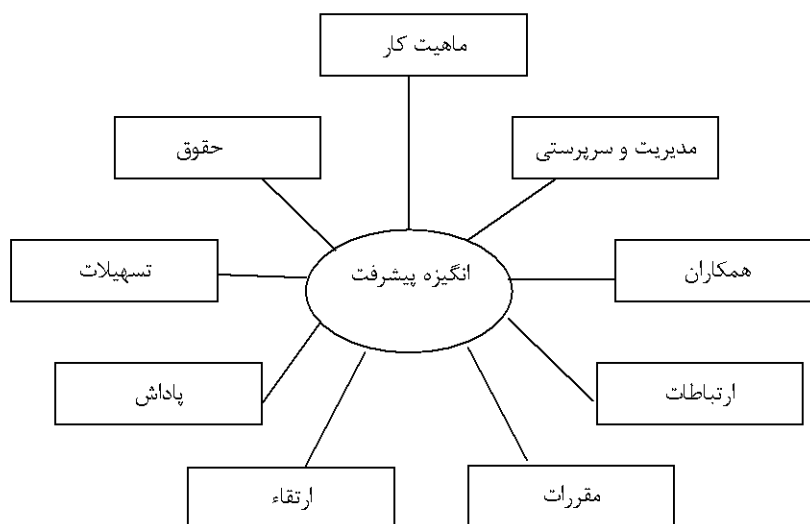 ماهیت کار
مدیریت و سرپرستی
حقوق
انگیزه پیشرفت
همکاران
تسهیلات
ارتباطات
پاداش
مقررات
ارتقاء